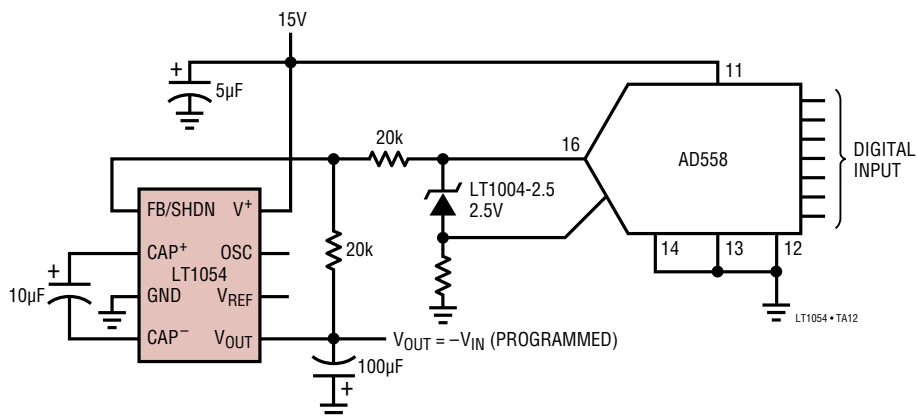 15V
+
5µF
11
20k
16
AD558
DIGITAL
INPUT
LT1004-2.5
2.5V
FB/SHDN V+
CAP+ OSC
LT1054
GND VREF
CAP− VOUT
+
10µF
20k
14 13 12
LT1054 • TA12
VOUT = −VIN (PROGRAMMED)
100µF
+